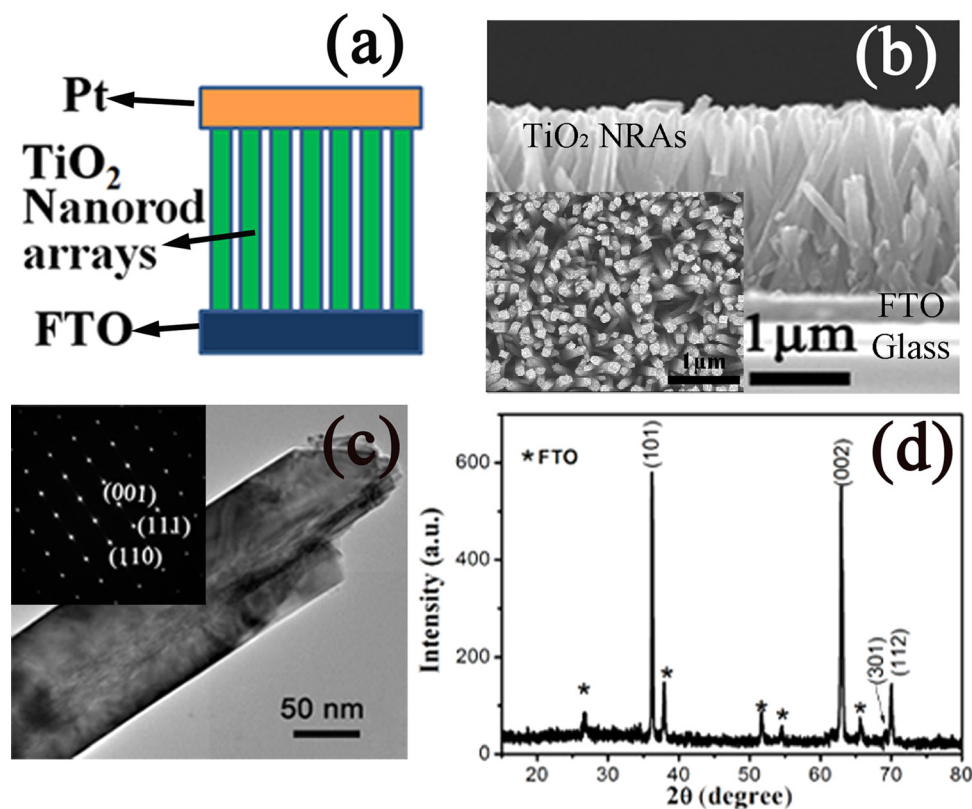 (a)
Pt
TiO₂
Nanorod
arrays
FTO
(b)
TiO₂ NRAs
FTO
Glass
1μm
1μm
(c)
(001)
(111)
(110)
50 nm
(d)
* FTO
(101)
(002)
(301)
(112)
*
*
*
*
*
600
400
200
0
Intensity (a.u.)
20
30
40
50
60
70
80
2θ (degree)